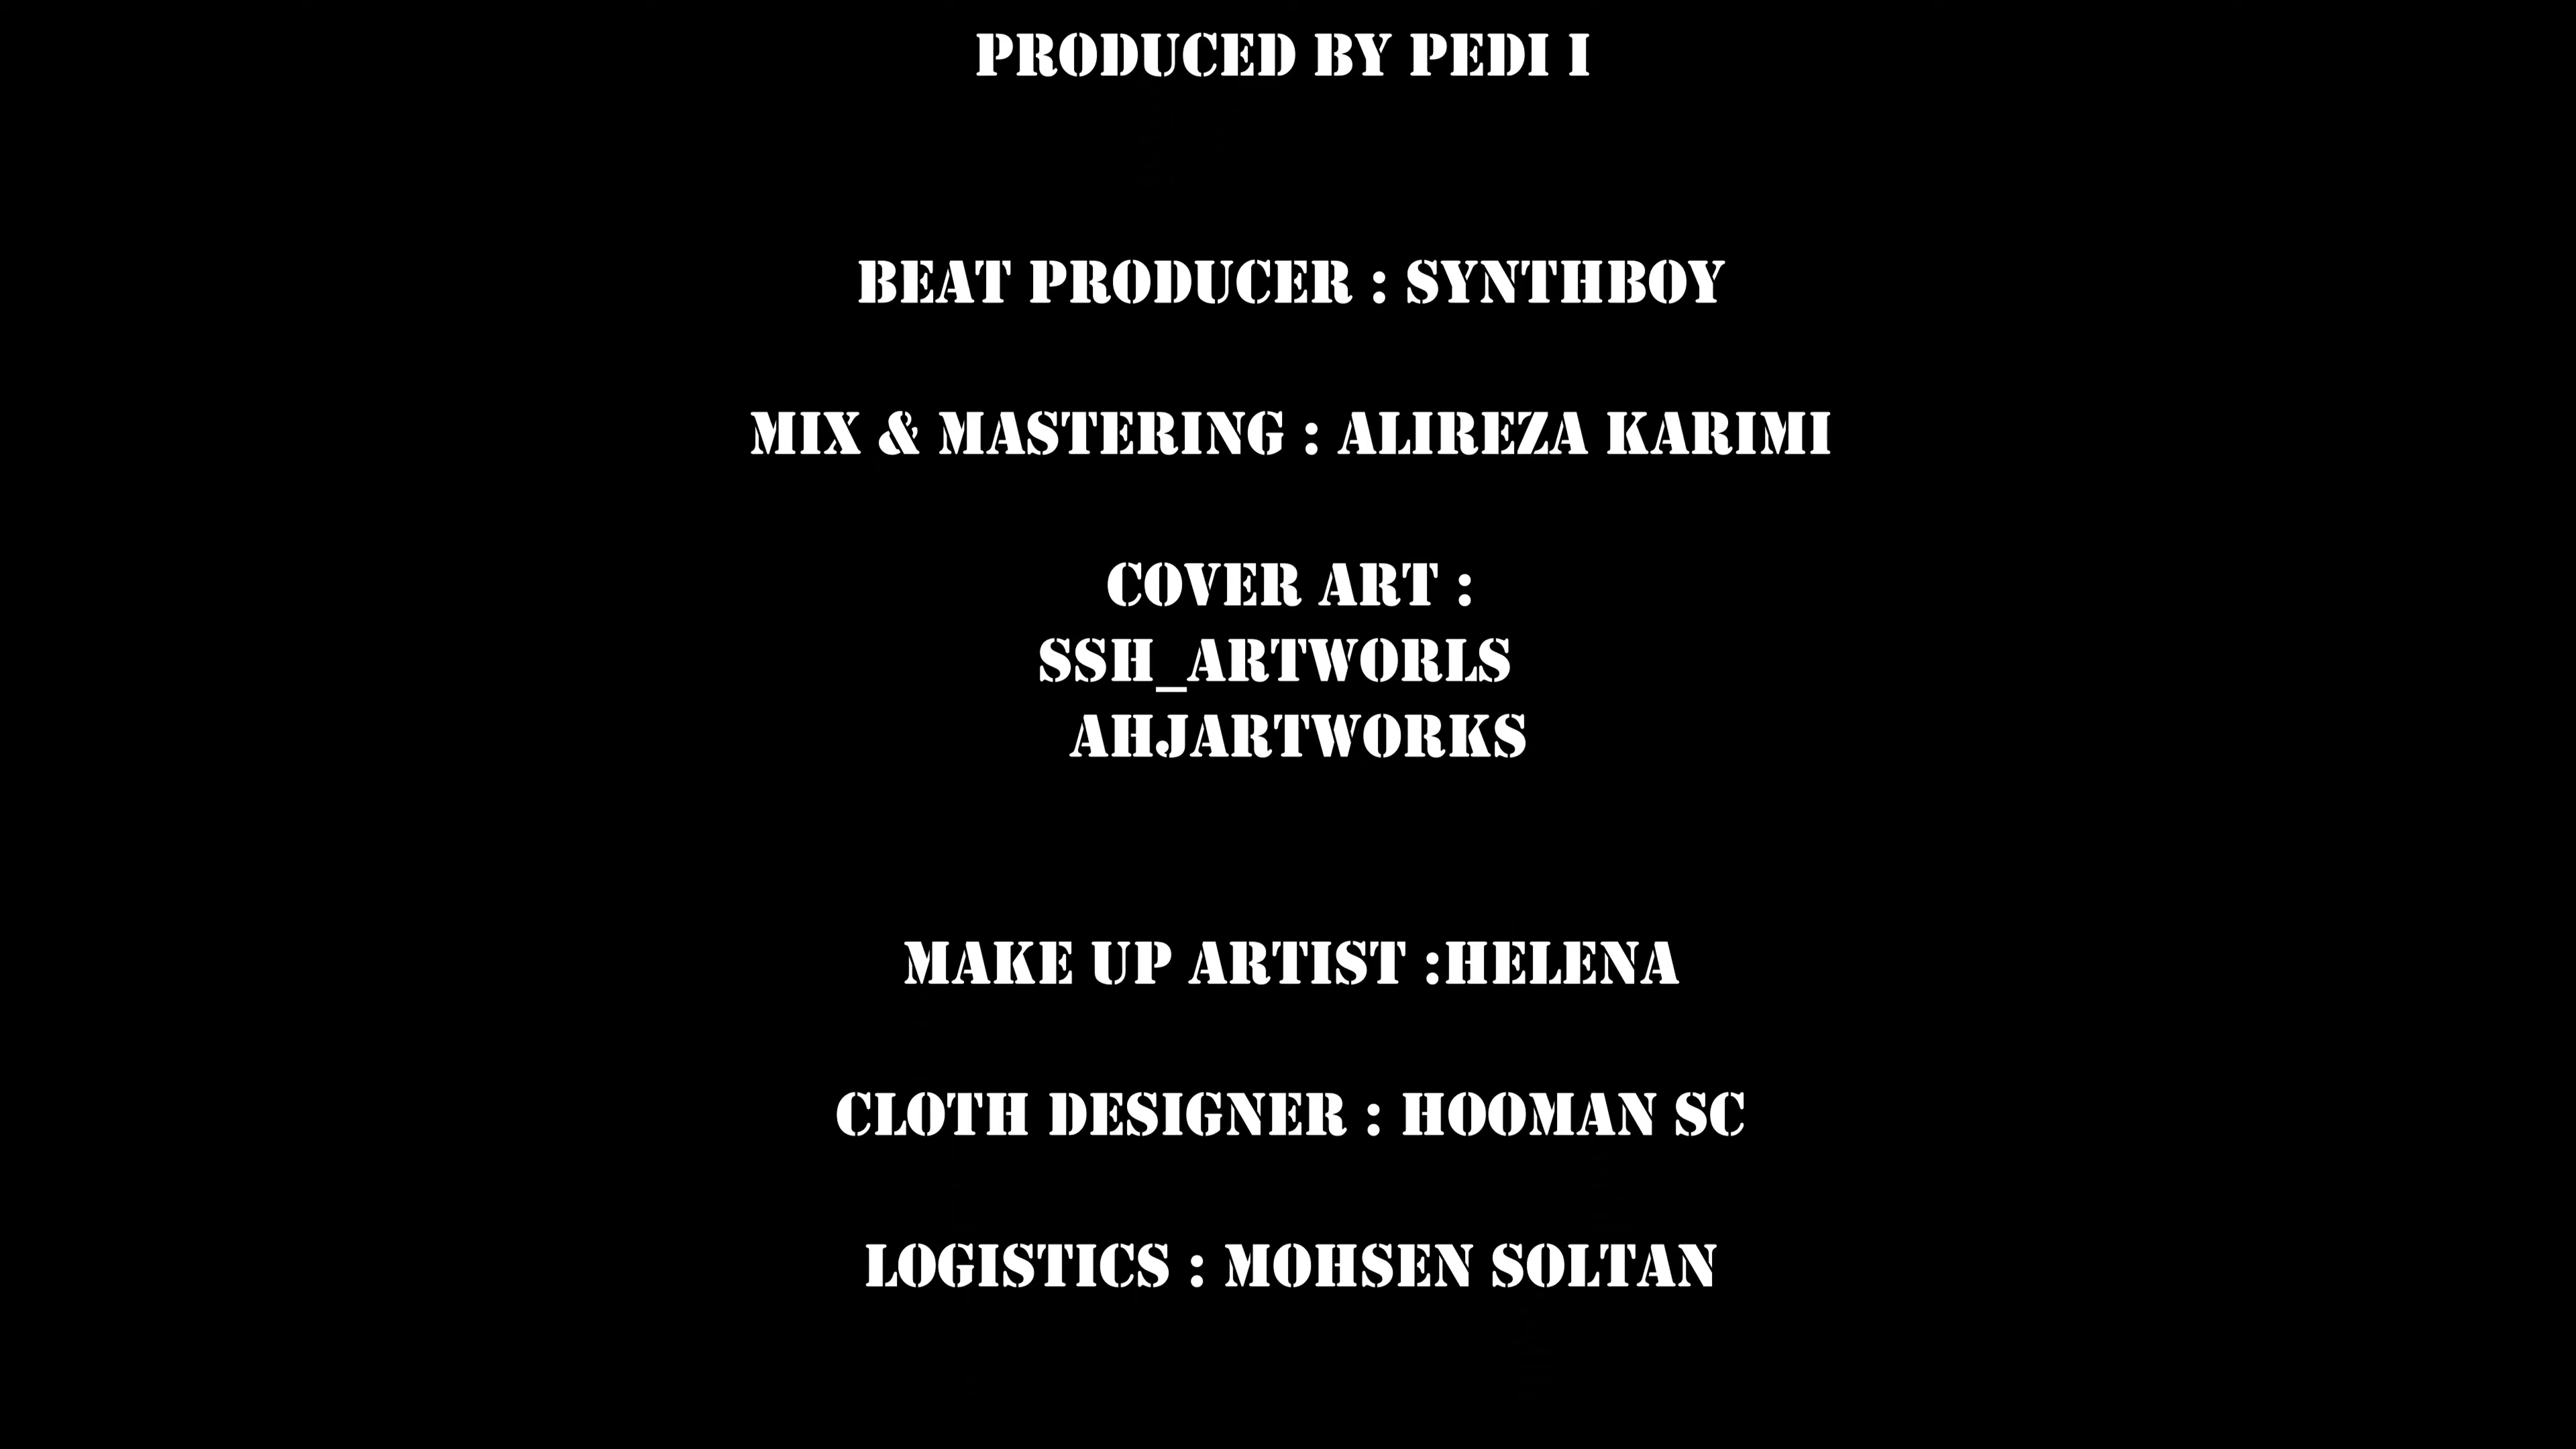 PRODUCED BY PEDI I
BEAT PRODUCER : SYNTHBOY
MIX & MASTERING : ALIREZA KARIMI
COVER ART :
SSH_ARTWORLS
AHJARTWORKS
MAKE UP ARTIST :HELENA
CLOTH DESIGNER : HOOMAN SC
LOGISTICS : MOHSEN SOLTAN